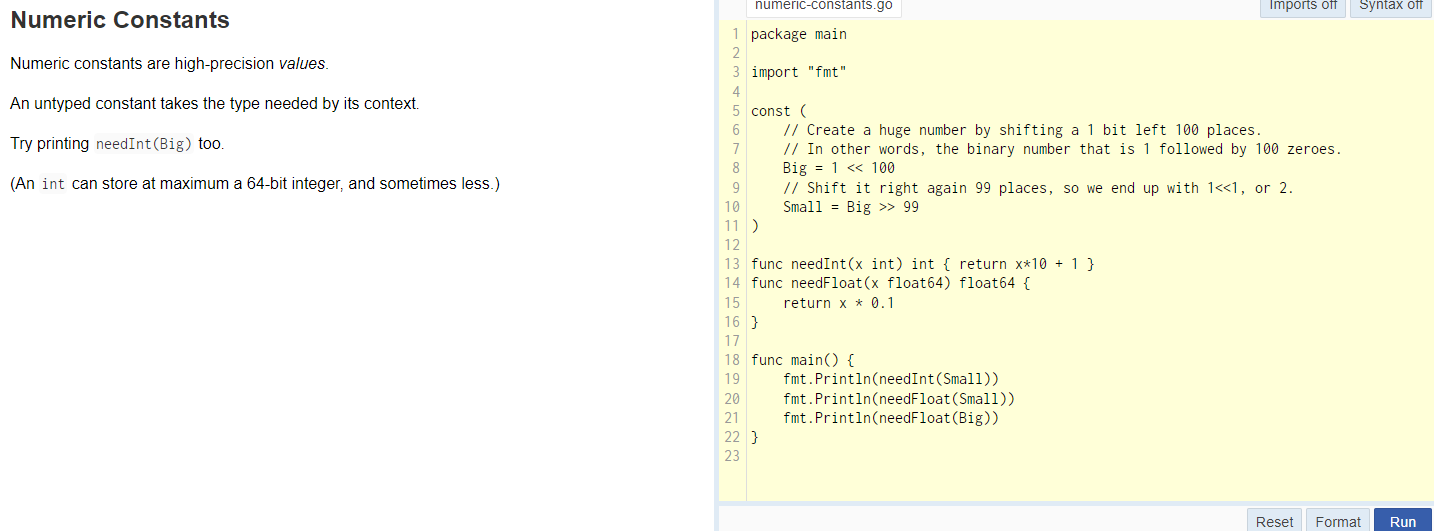 Numeric Constants
Numeric constants are high-precision values.
An untyped constant takes the type needed by its context.
Try printing needInt(Big) too.
(An int can store at maximum a 64-bit integer, and sometimes less.)
numeric-constants.go
Imports off
Syntax off
1 package main
2
3 import "fmt"
4
5 const (
6     // Create a huge number by shifting a 1 bit left 100 places.
7     // In other words, the binary number that is 1 followed by 100 zeroes.
8     Big = 1 << 100
9     // Shift it right again 99 places, so we end up with 1<<1, or 2.
10     Small = Big >> 99
11 )
12
13 func needInt(x int) int { return x*10 + 1 }
14 func needFloat(x float64) float64 {
15     return x * 0.1
16 }
17
18 func main() {
19     fmt.Println(needInt(Small))
20     fmt.Println(needFloat(Small))
21     fmt.Println(needFloat(Big))
22 }
23
Reset
Format
Run